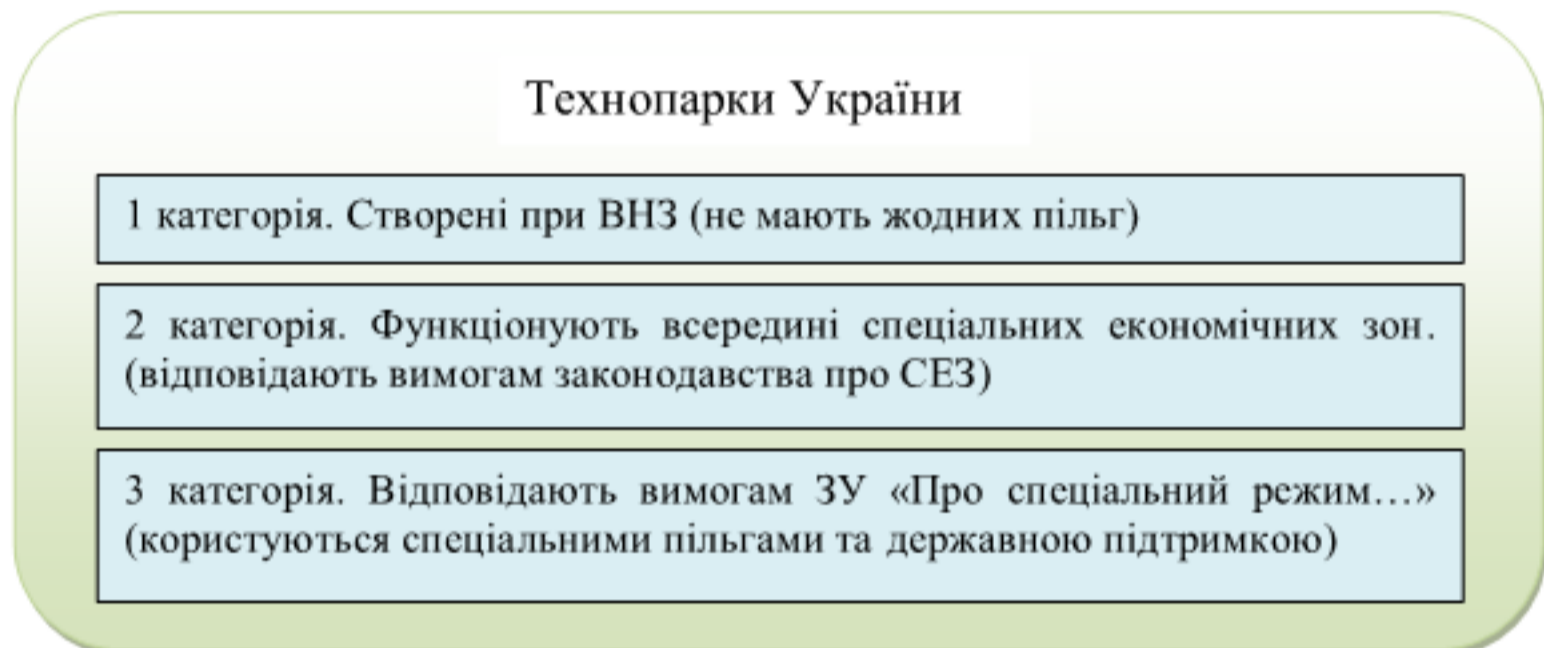 Технопарки України
1 категорія. Створені при ВНЗ (не мають жодних пільг)
2 категорія. Функціонують всередині спеціальних економічних зон.
(відповідають вимогам законодавства про СЕЗ)
3 категорія. Відповідають вимогам ЗУ «Про спеціальний режим…»
(користуються спеціальними пільгами та державною підтримкою)